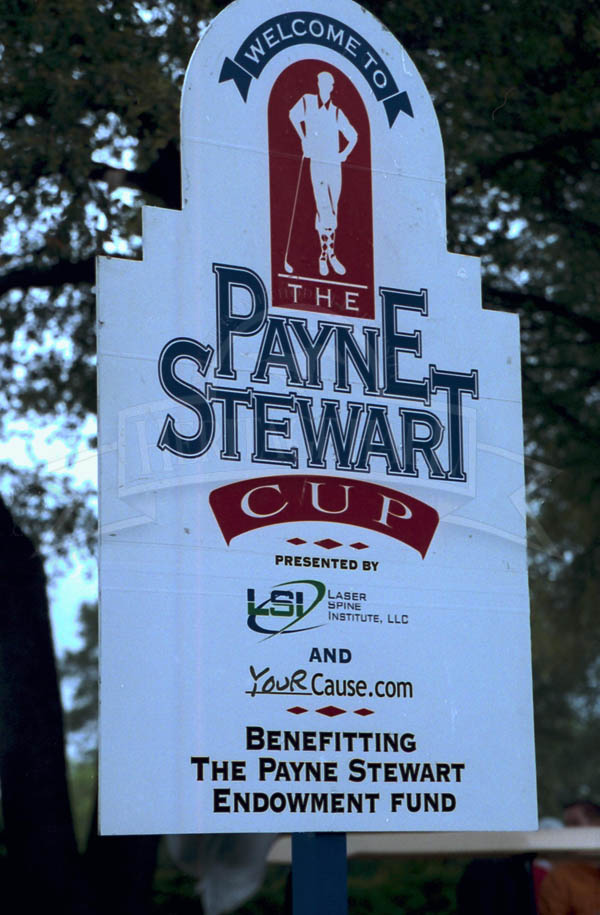 WELCOME TO
THE
PAYNE
STEWART
CUP
PRESENTED BY
LSI LASER
SPINE
INSTITUTE, LLC
AND
YOURCause.com
BENEFITTING
THE PAYNE STEWART
ENDOWMENT FUND